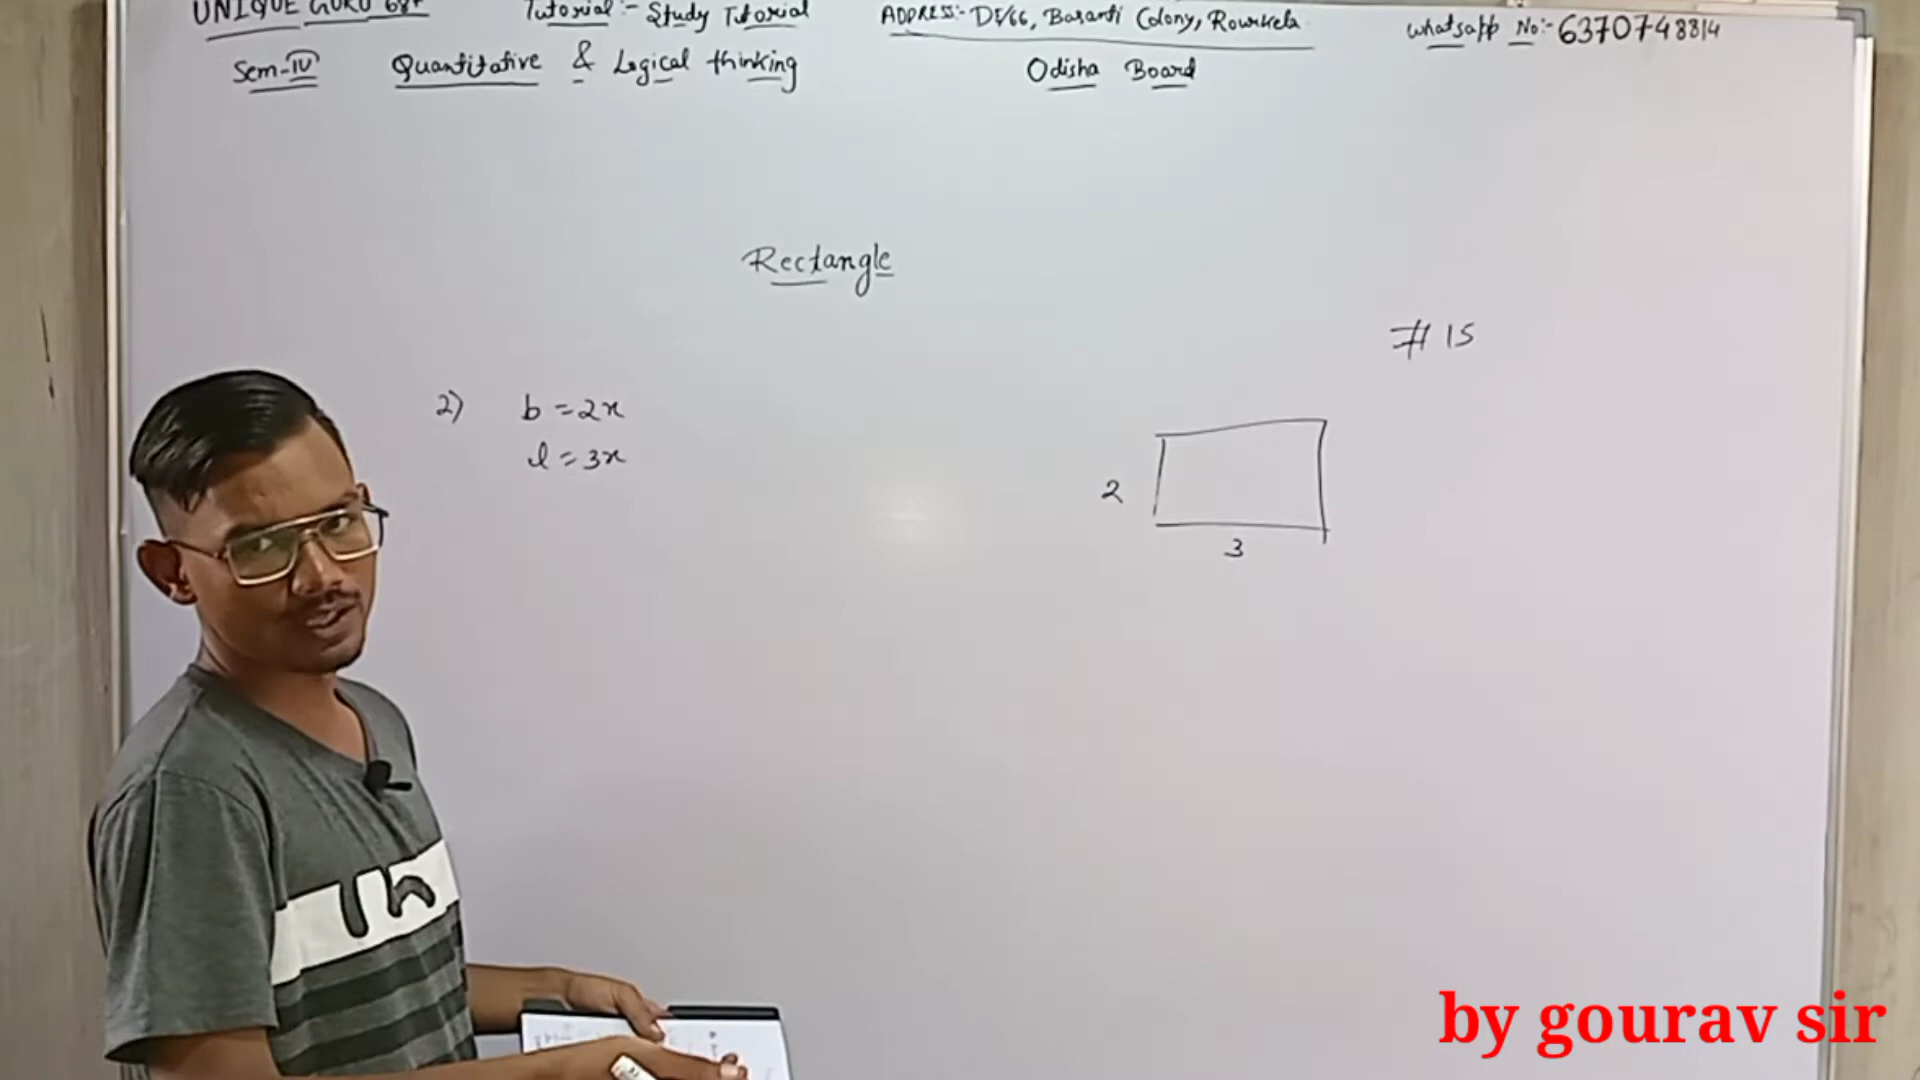 UNIQUE GURU 68+ Tutorial:- Study Tutorial ADDRESS:- DI/66, Basanti Colony, Rourkela Whatsapp No:- 6370748814
Sem-IV Quantitative & Logical thinking Odisha Board
Rectangle
# 15
2) b = 2x
l = 3x
2
3
by gourav sir